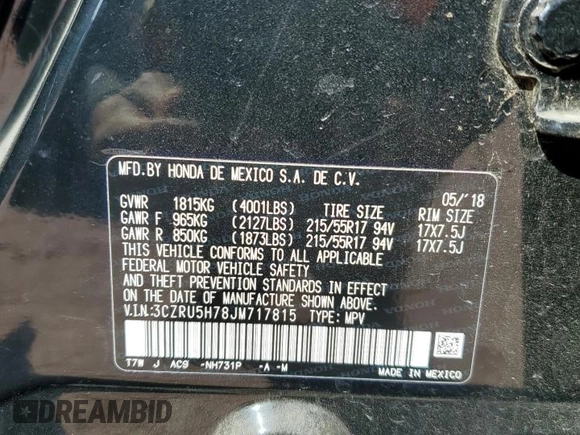 MFD.BY HONDA DE MEXICO S.A. DE C.V.
05/'18
GVWR 1815KG (4001LBS) TIRE SIZE RIM SIZE
GAWR F 965KG (2127LBS) 215/55R17 94V 17X7.5J
GAWR R 850KG (1873LBS) 215/55R17 94V 17X7.5J
THIS VEHICLE CONFORMS TO ALL APPLICABLE
FEDERAL MOTOR VEHICLE SAFETY
AND THEFT PREVENTION STANDARDS IN EFFECT
ON THE DATE OF MANUFACTURE SHOWN ABOVE.
V.I.N.:3CZRU5H78JM717815 TYPE: MPV
T7W J AC9 -NH731P -A -M
MADE IN MEXICO
DREAMBID